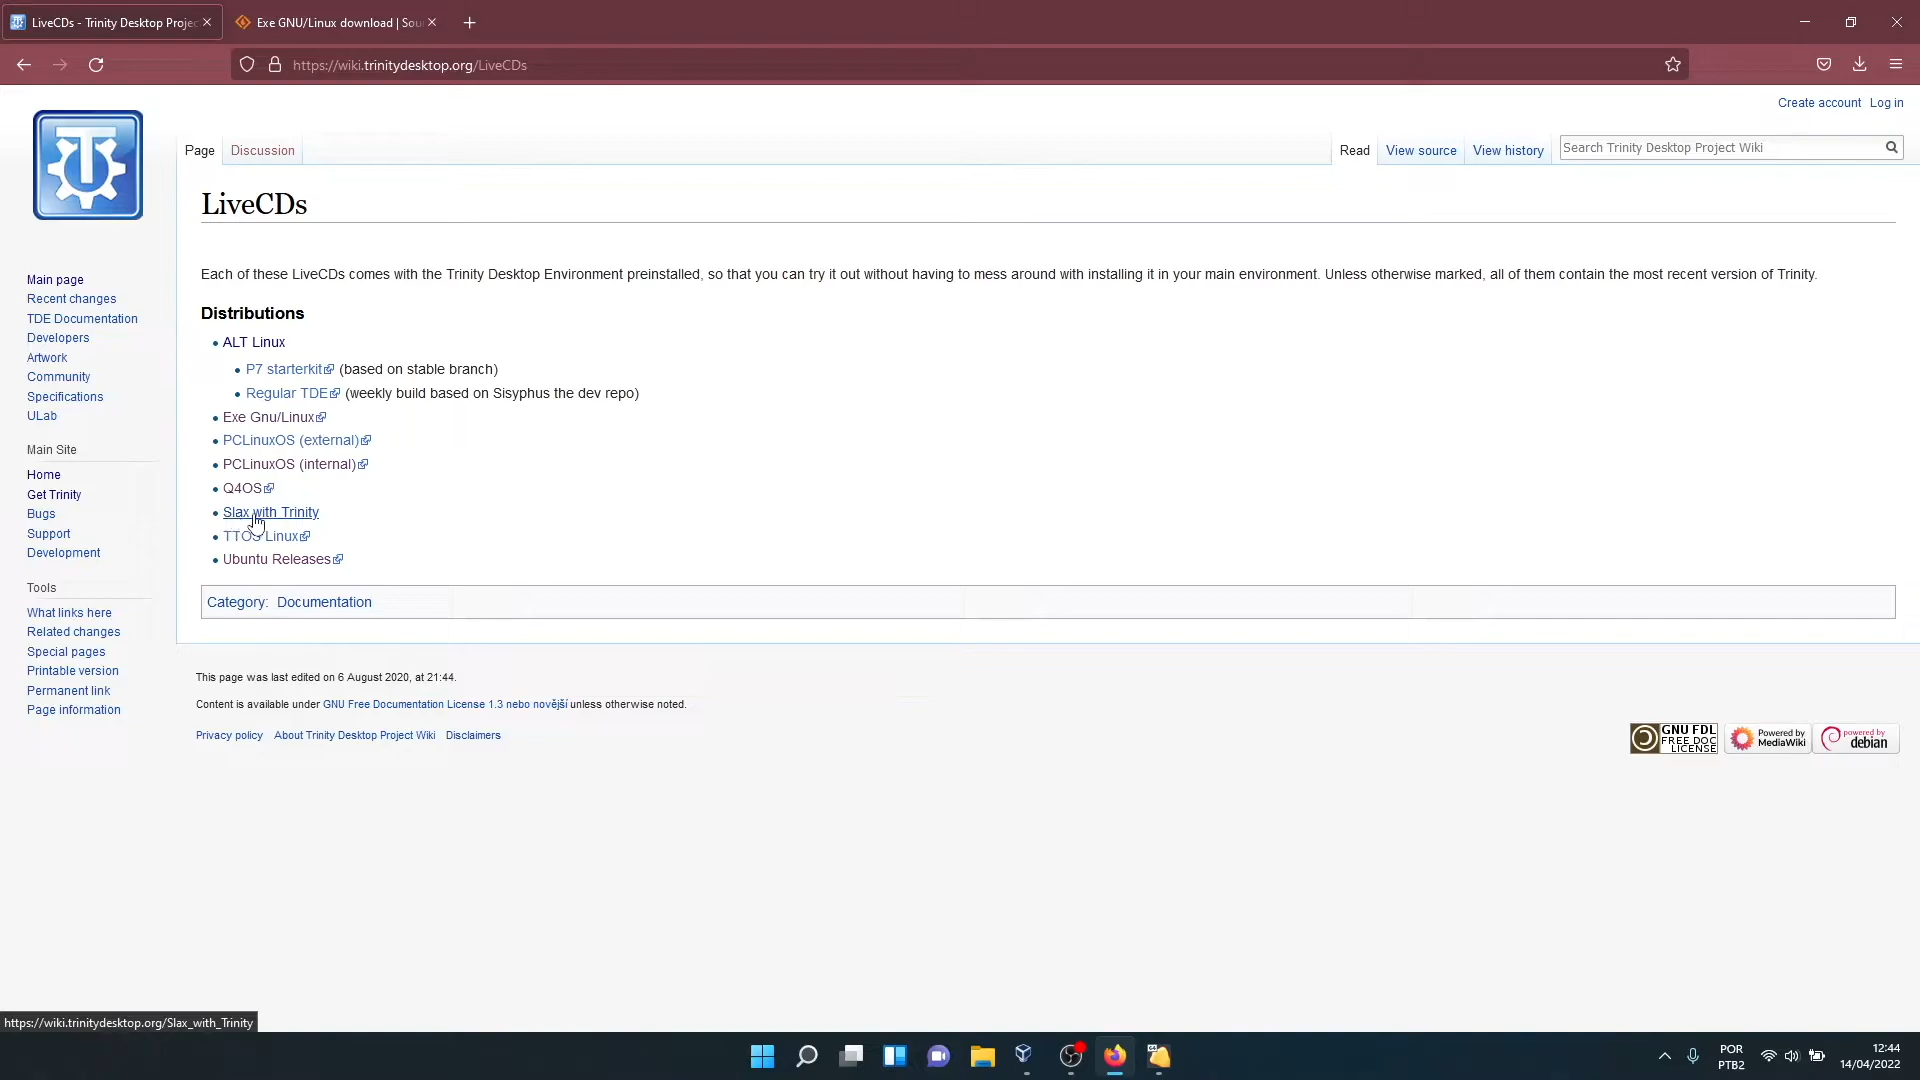 LiveCDs - Trinity Desktop Projec
Exe GNU/Linux download | Sou
https://wiki.trinitydesktop.org/LiveCDs
Create account Log in
Page Discussion Read View source View history Search Trinity Desktop Project Wiki
LiveCDs
Each of these LiveCDs comes with the Trinity Desktop Environment preinstalled, so that you can try it out without having to mess around with installing it in your main environment. Unless otherwise marked, all of them contain the most recent version of Trinity.
Distributions
ALT Linux
P7 starterkit (based on stable branch)
Regular TDE (weekly build based on Sisyphus the dev repo)
Exe Gnu/Linux
PCLinuxOS (external)
PCLinuxOS (internal)
Q4OS
Slax with Trinity
TTOS Linux
Ubuntu Releases
Category: Documentation
Main page
Recent changes
TDE Documentation
Developers
Artwork
Community
Specifications
ULab
Main Site
Home
Get Trinity
Bugs
Support
Development
Tools
What links here
Related changes
Special pages
Printable version
Permanent link
Page information
This page was last edited on 6 August 2020, at 21:44.
Content is available under GNU Free Documentation License 1.3 nebo novější unless otherwise noted.
Privacy policy About Trinity Desktop Project Wiki Disclaimers
GNU FDL
FREE DOC
LICENSE
Powered by
MediaWiki
powered by
debian
https://wiki.trinitydesktop.org/Slax_with_Trinity
POR
PTB2
12:44
14/04/2022